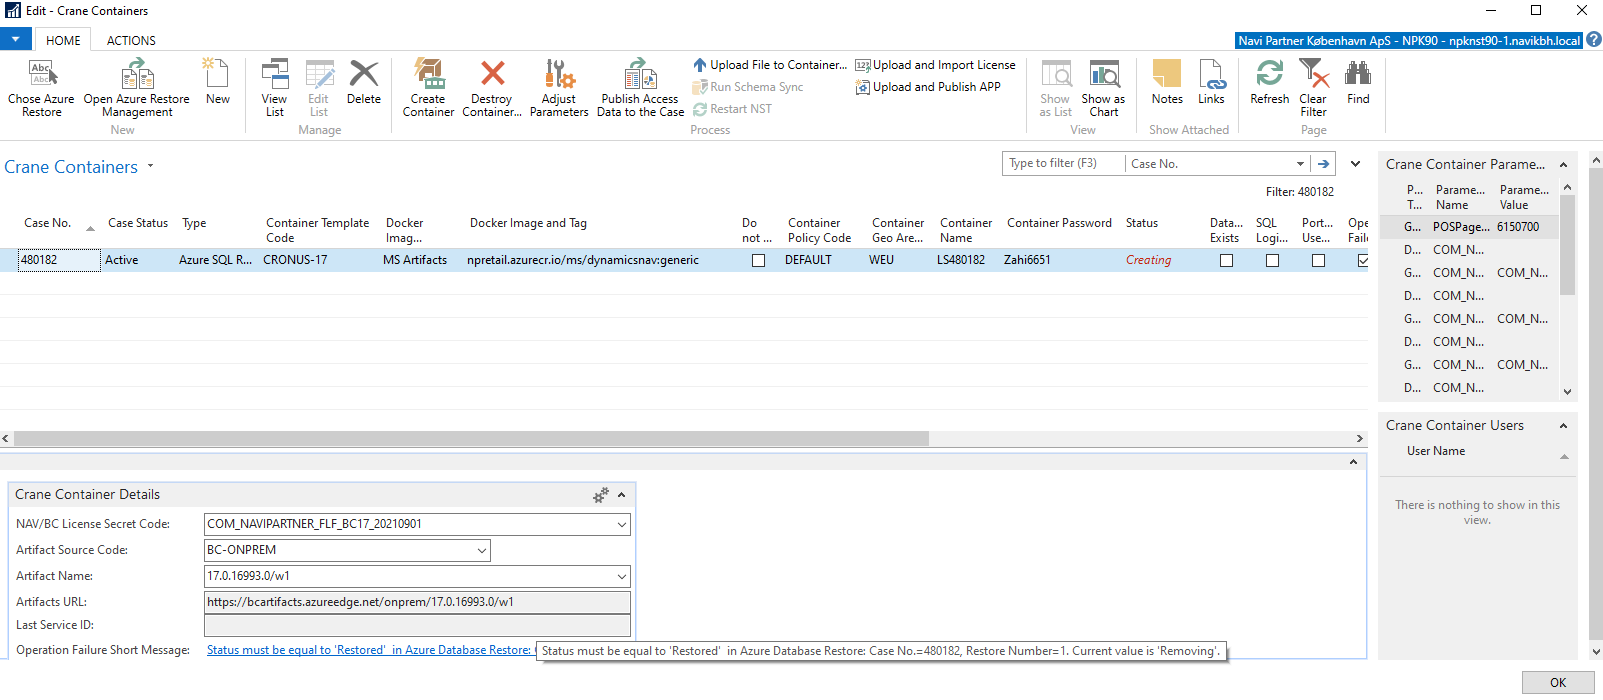 Edit - Crane Containers
HOME
ACTIONS
Navi Partner København ApS - NPK90 - npknst90-1.navikbh.local
Chose Azure Restore
Open Azure Restore Management
New
New
View List
Edit List
Delete
Manage
Create Container
Destroy Container...
Adjust Parameters
Publish Access Data to the Case
Upload File to Container...
Run Schema Sync
Restart NST
Upload and Import License
Upload and Publish APP
Process
Show as List
Show as Chart
View
Notes
Links
Show Attached
Refresh
Clear Filter
Find
Page
Crane Containers
Type to filter (F3)
Case No.
Filter: 480182
Case No.
Case Status
Type
Container Template Code
Docker Imag...
Docker Image and Tag
Do not ...
Container Policy Code
Container Geo Are...
Container Name
Container Password
Status
Data... Exists
SQL Logi...
Port... Use...
Ope Faile
480182
Active
Azure SQL R...
CRONUS-17
MS Artifacts
npretail.azurecr.io/ms/dynamicsnav:generic
DEFAULT
WEU
LS480182
Zahi6651
Creating
Crane Container Parame...
P... T...
Parame... Name
Parame... Value
G... POSPage... 6150700
D... COM_N...
G... COM_N... COM_N...
D... COM_N...
G... COM_N... COM_N...
D... COM_N...
G... COM_N... COM_N...
D... COM_N...
Crane Container Users
User Name
There is nothing to show in this
view.
Crane Container Details
NAV/BC License Secret Code: COM_NAVIPARTNER_FLF_BC17_20210901
Artifact Source Code: BC-ONPREM
Artifact Name: 17.0.16993.0/w1
Artifacts URL: https://bcartifacts.azureedge.net/onprem/17.0.16993.0/w1
Last Service ID:
Operation Failure Short Message: Status must be equal to 'Restored'  in Azure Database Restore:
Status must be equal to 'Restored'  in Azure Database Restore: Case No.=480182, Restore Number=1. Current value is 'Removing'.
OK